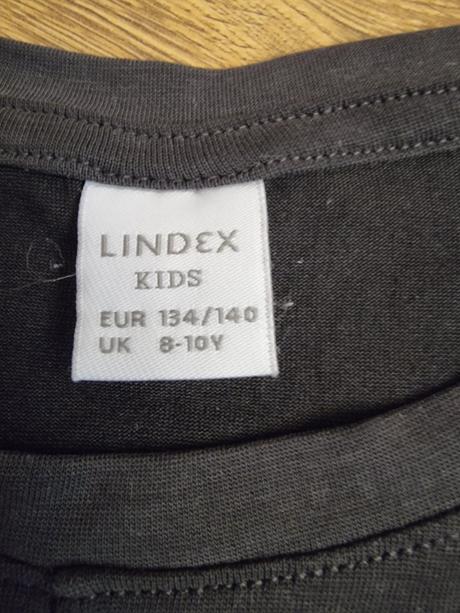 LINDEX
KIDS
EUR 134/140
UK 8-10Y